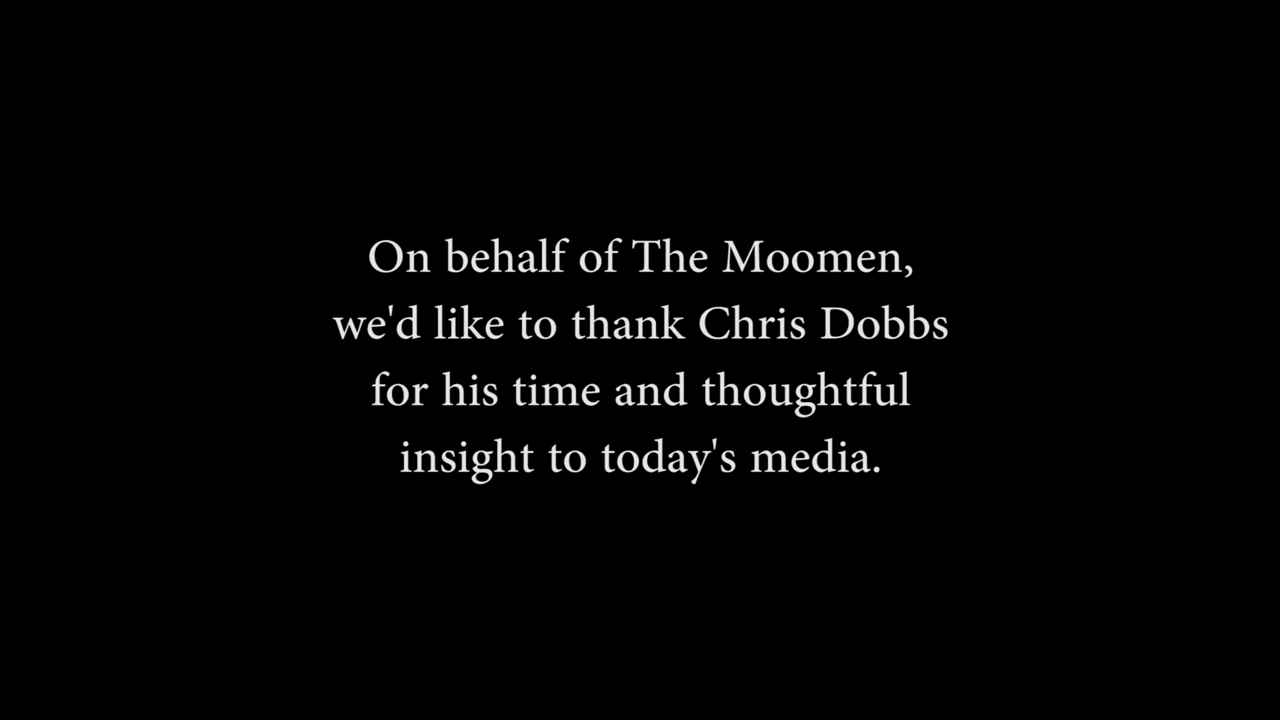 On behalf of The Moomen,
we'd like to thank Chris Dobbs
for his time and thoughtful
insight to today's media.